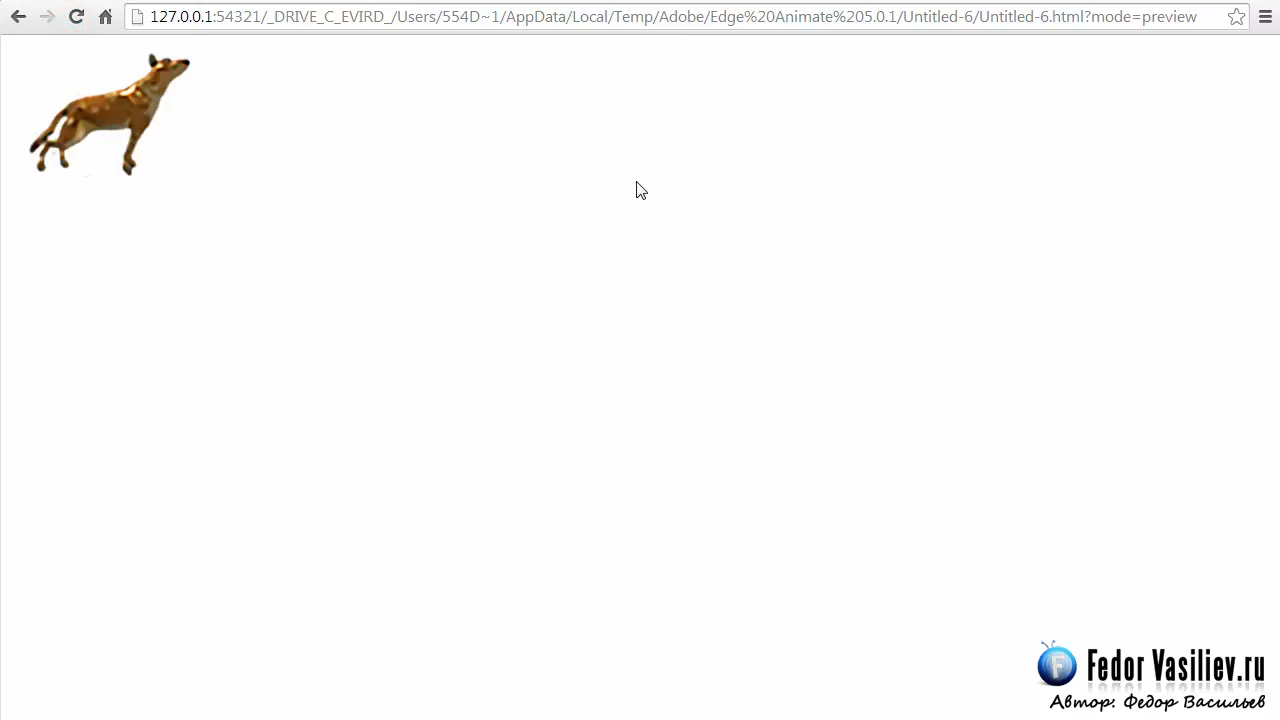 127.0.0.1:54321/_DRIVE_C_EVIRD_/Users/554D~1/AppData/Local/Temp/Adobe/Edge%20Animate%205.0.1/Untitled-6/Untitled-6.html?mode=preview
F Fedor Vasiliev.ru
Автор: Федор Васильев